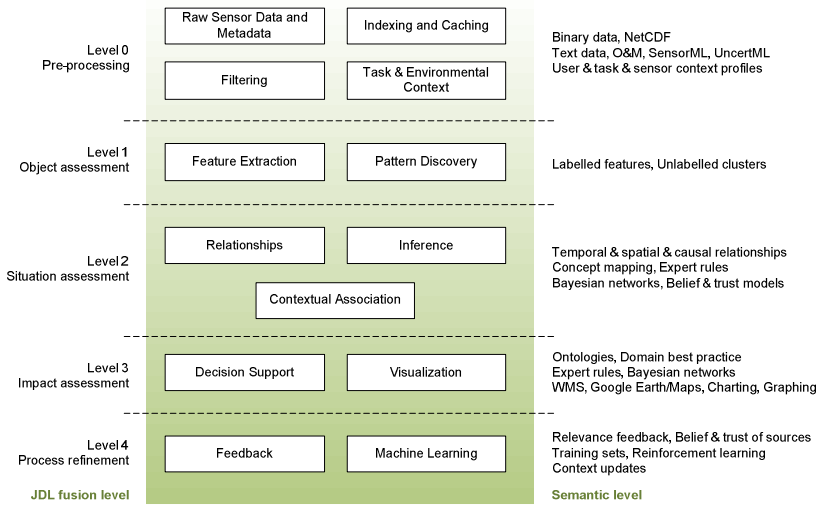 Raw Sensor Data and
Metadata
Indexing and Caching
Level 0
Pre-processing
Binary data, NetCDF
Text data, O&M, SensorML, UncertML
User & task & sensor context profiles
Filtering
Task & Environmental
Context
Level 1
Object assessment
Feature Extraction
Pattern Discovery
Labelled features, Unlabelled clusters
Relationships
Inference
Level 2
Situation assessment
Temporal & spatial & causal relationships
Concept mapping, Expert rules
Bayesian networks, Belief & trust models
Contextual Association
Level 3
Impact assessment
Decision Support
Visualization
Ontologies, Domain best practice
Expert rules, Bayesian networks
WMS, Google Earth/Maps, Charting, Graphing
Level 4
Process refinement
Feedback
Machine Learning
Relevance feedback, Belief & trust of sources
Training sets, Reinforcement learning
Context updates
JDL fusion level
Semantic level